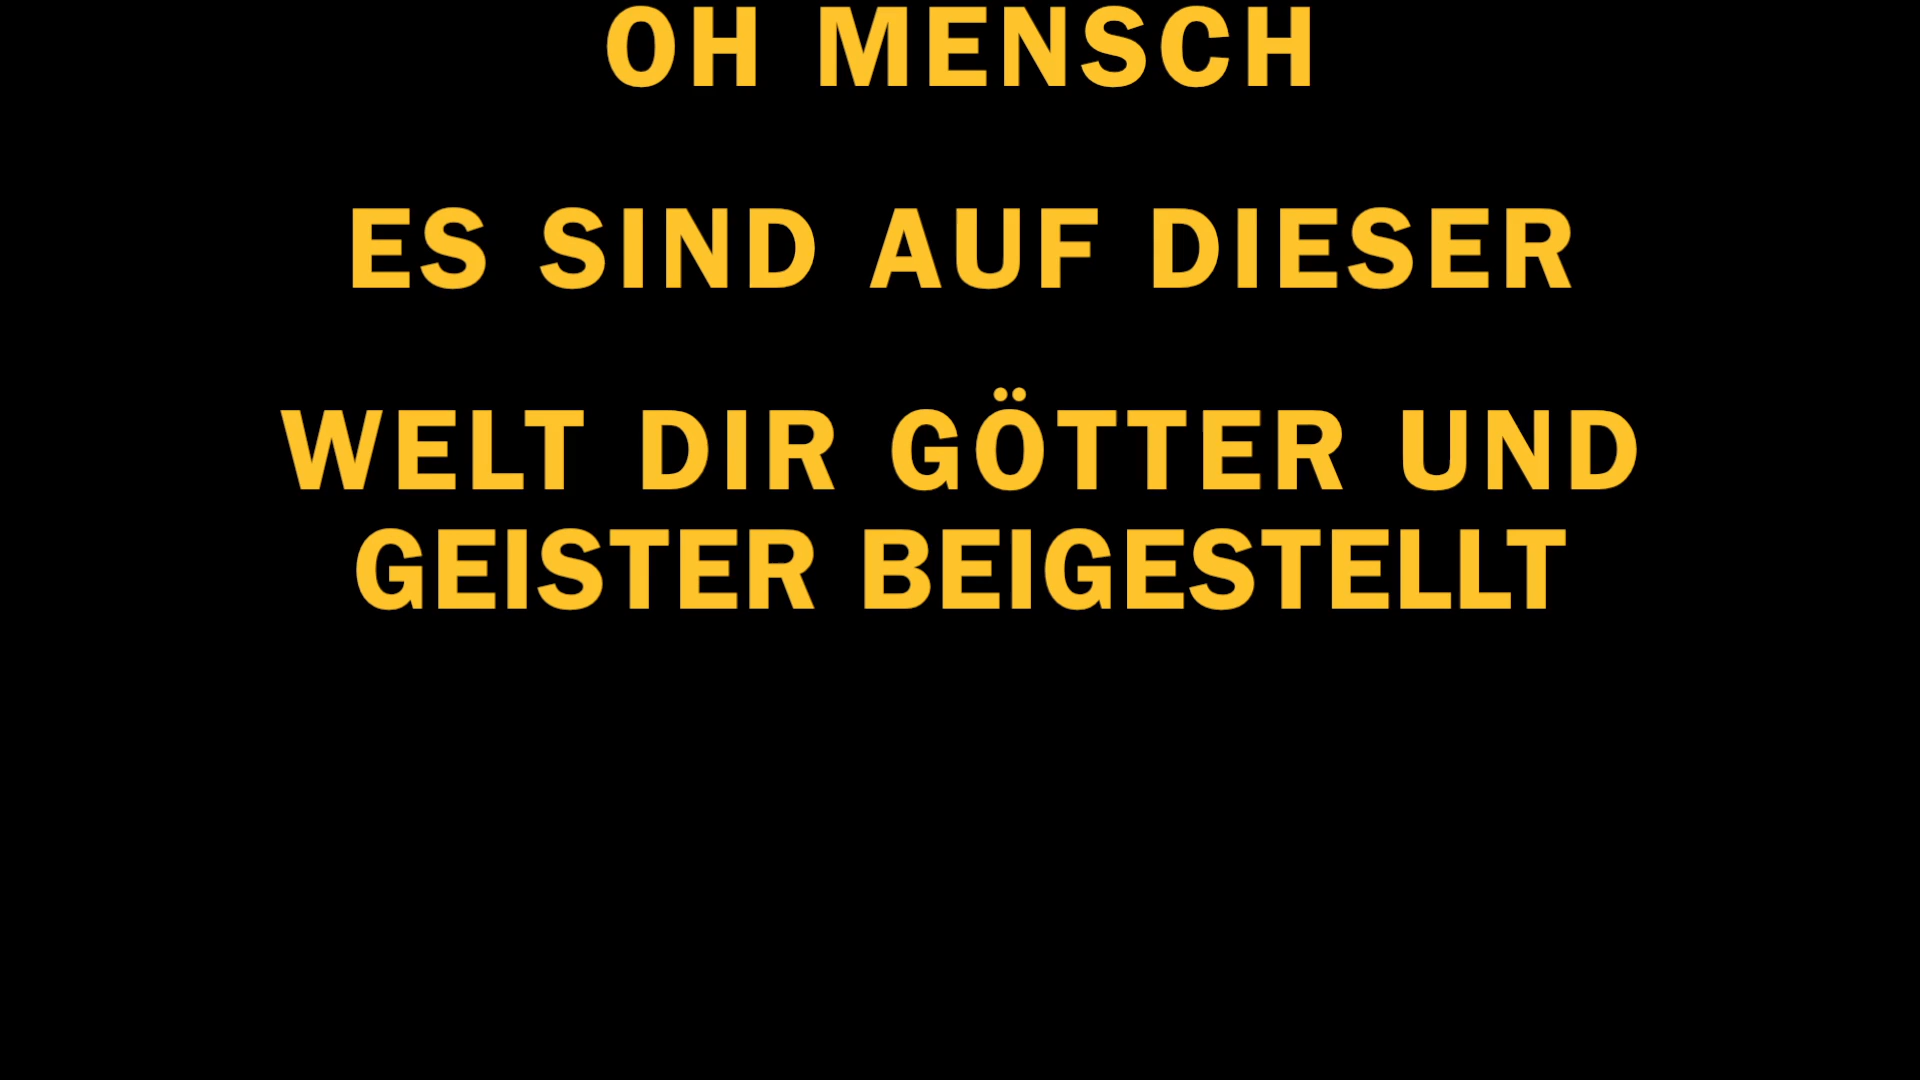 OH MENSCH
ES SIND AUF DIESER
WELT DIR GÖTTER UND
GEISTER BEIGESTELLT